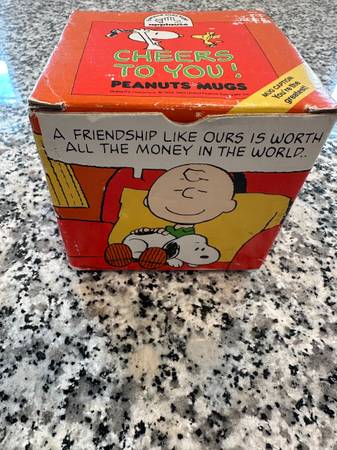 applause
CHEERS
TO YOU!
PEANUTS MUGS
MUG CAPTION:
You're the
greatest!
A FRIENDSHIP LIKE OURS IS WORTH
ALL THE MONEY IN THE WORLD..